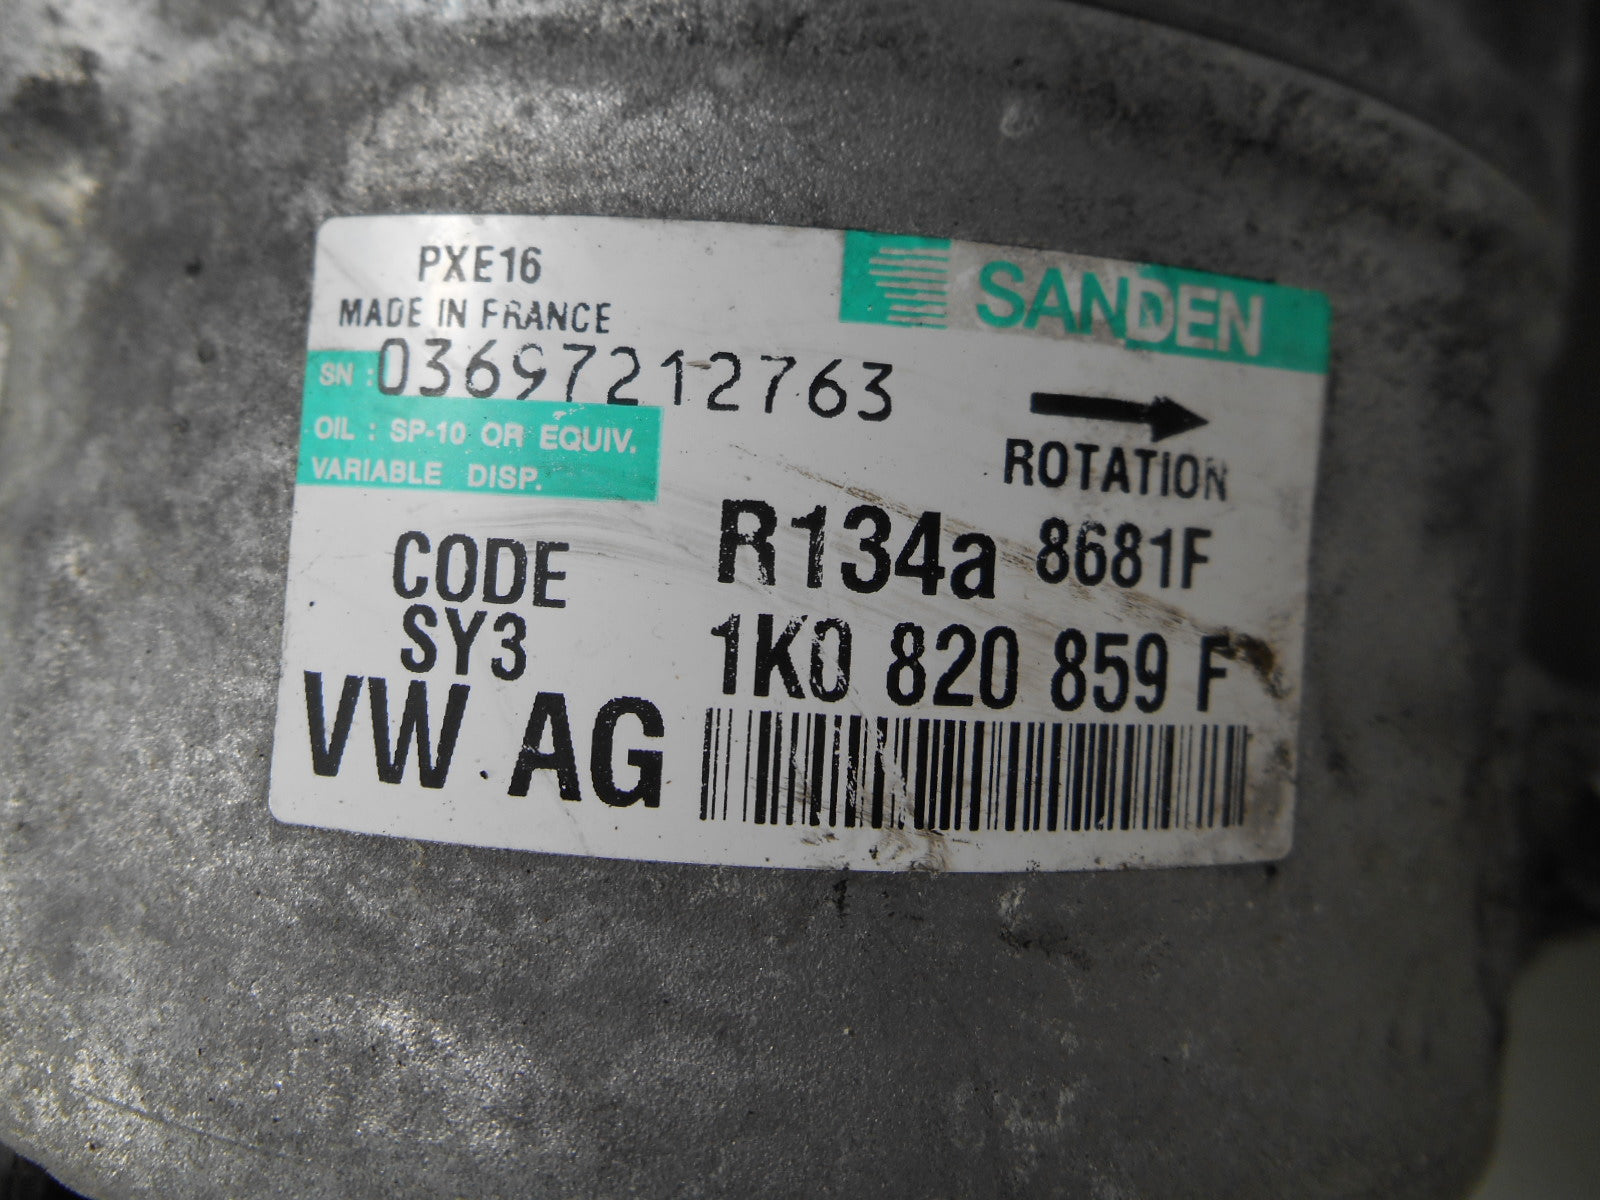 PXE16
MADE IN FRANCE
SANDEN
SN : 03697212763
OIL : SP-10 OR EQUIV.
VARIABLE DISP.
ROTATION
CODE
SY3
R134a 8681F
1K0 820 859 F
VW AG